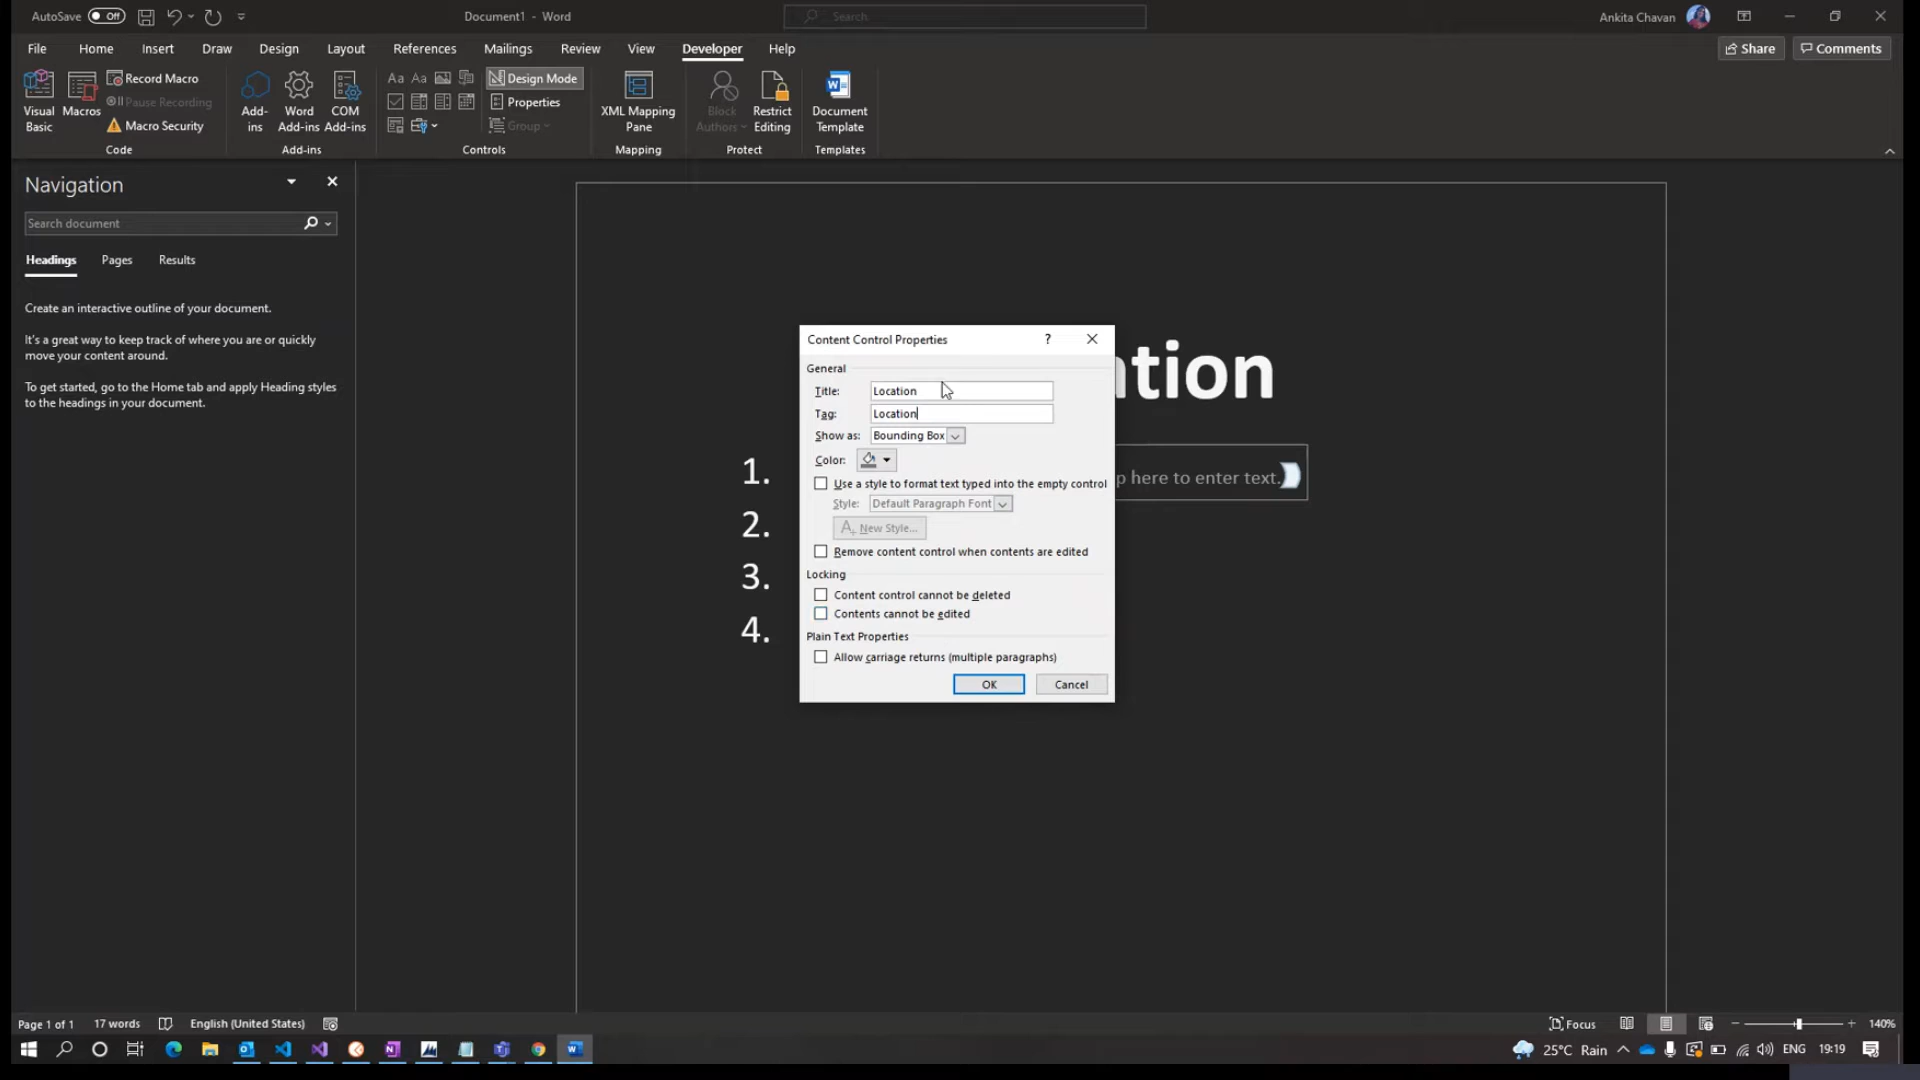 AutoSave Off
Document1 - Word
Search
Ankita Chavan
File Home Insert Draw Design Layout References Mailings Review View Developer Help
Share Comments
Visual Basic
Macros
Record Macro
Pause Recording
Macro Security
Code
Add-ins
Word Add-ins
COM Add-ins
Add-ins
Aa Aa
Design Mode
Properties
Group
Controls
XML Mapping Pane
Mapping
Block Authors
Restrict Editing
Protect
Document Template
Templates
Navigation
Search document
Headings Pages Results
Create an interactive outline of your document.
It's a great way to keep track of where you are or quickly
move your content around.
To get started, go to the Home tab and apply Heading styles
to the headings in your document.
ntion
1.
p here to enter text.
2.
3.
4.
Content Control Properties ?
General
Title: Location
Tag: Location
Show as: Bounding Box
Color:
Use a style to format text typed into the empty control
Style: Default Paragraph Font
New Style...
Remove content control when contents are edited
Locking
Content control cannot be deleted
Contents cannot be edited
Plain Text Properties
Allow carriage returns (multiple paragraphs)
OK Cancel
Page 1 of 1 17 words English (United States)
Focus
140%
25°C Rain
ENG 19:19